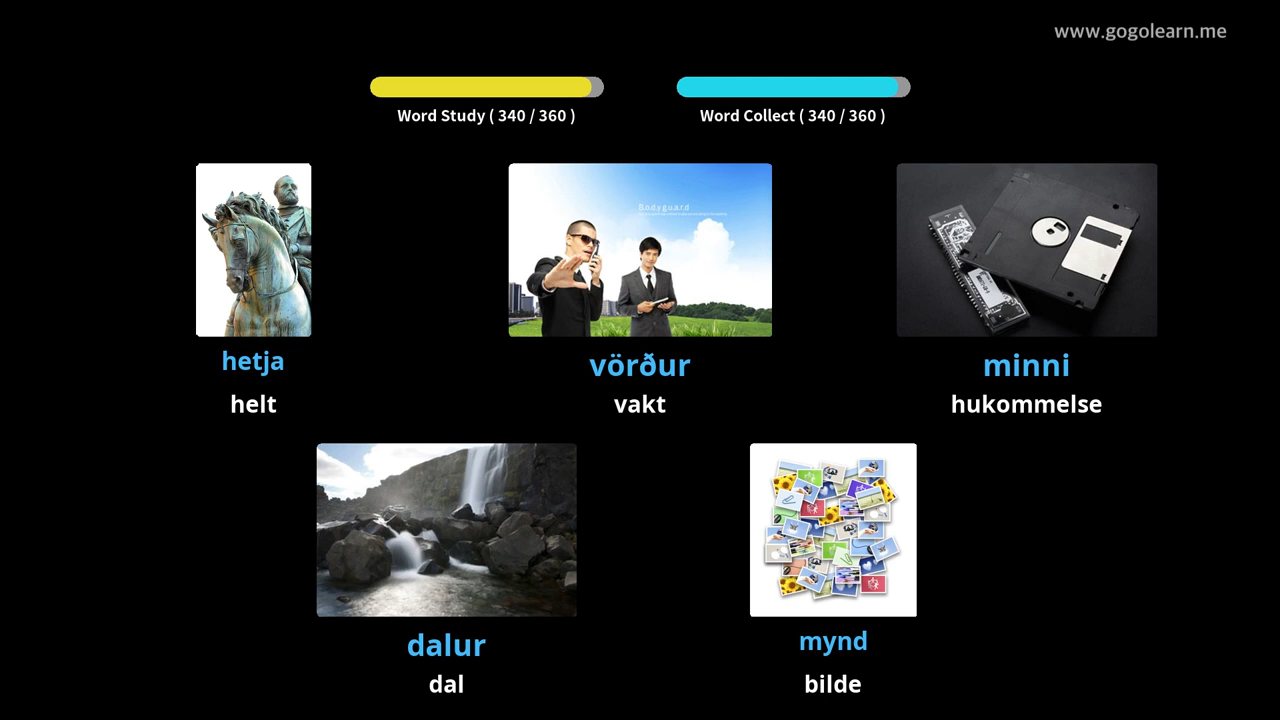 www.gogolearn.me
Word Study ( 340 / 360 )
Word Collect ( 340 / 360 )
Bodyguard
hetja
vörður
minni
helt
vakt
hukommelse
dalur
mynd
dal
bilde